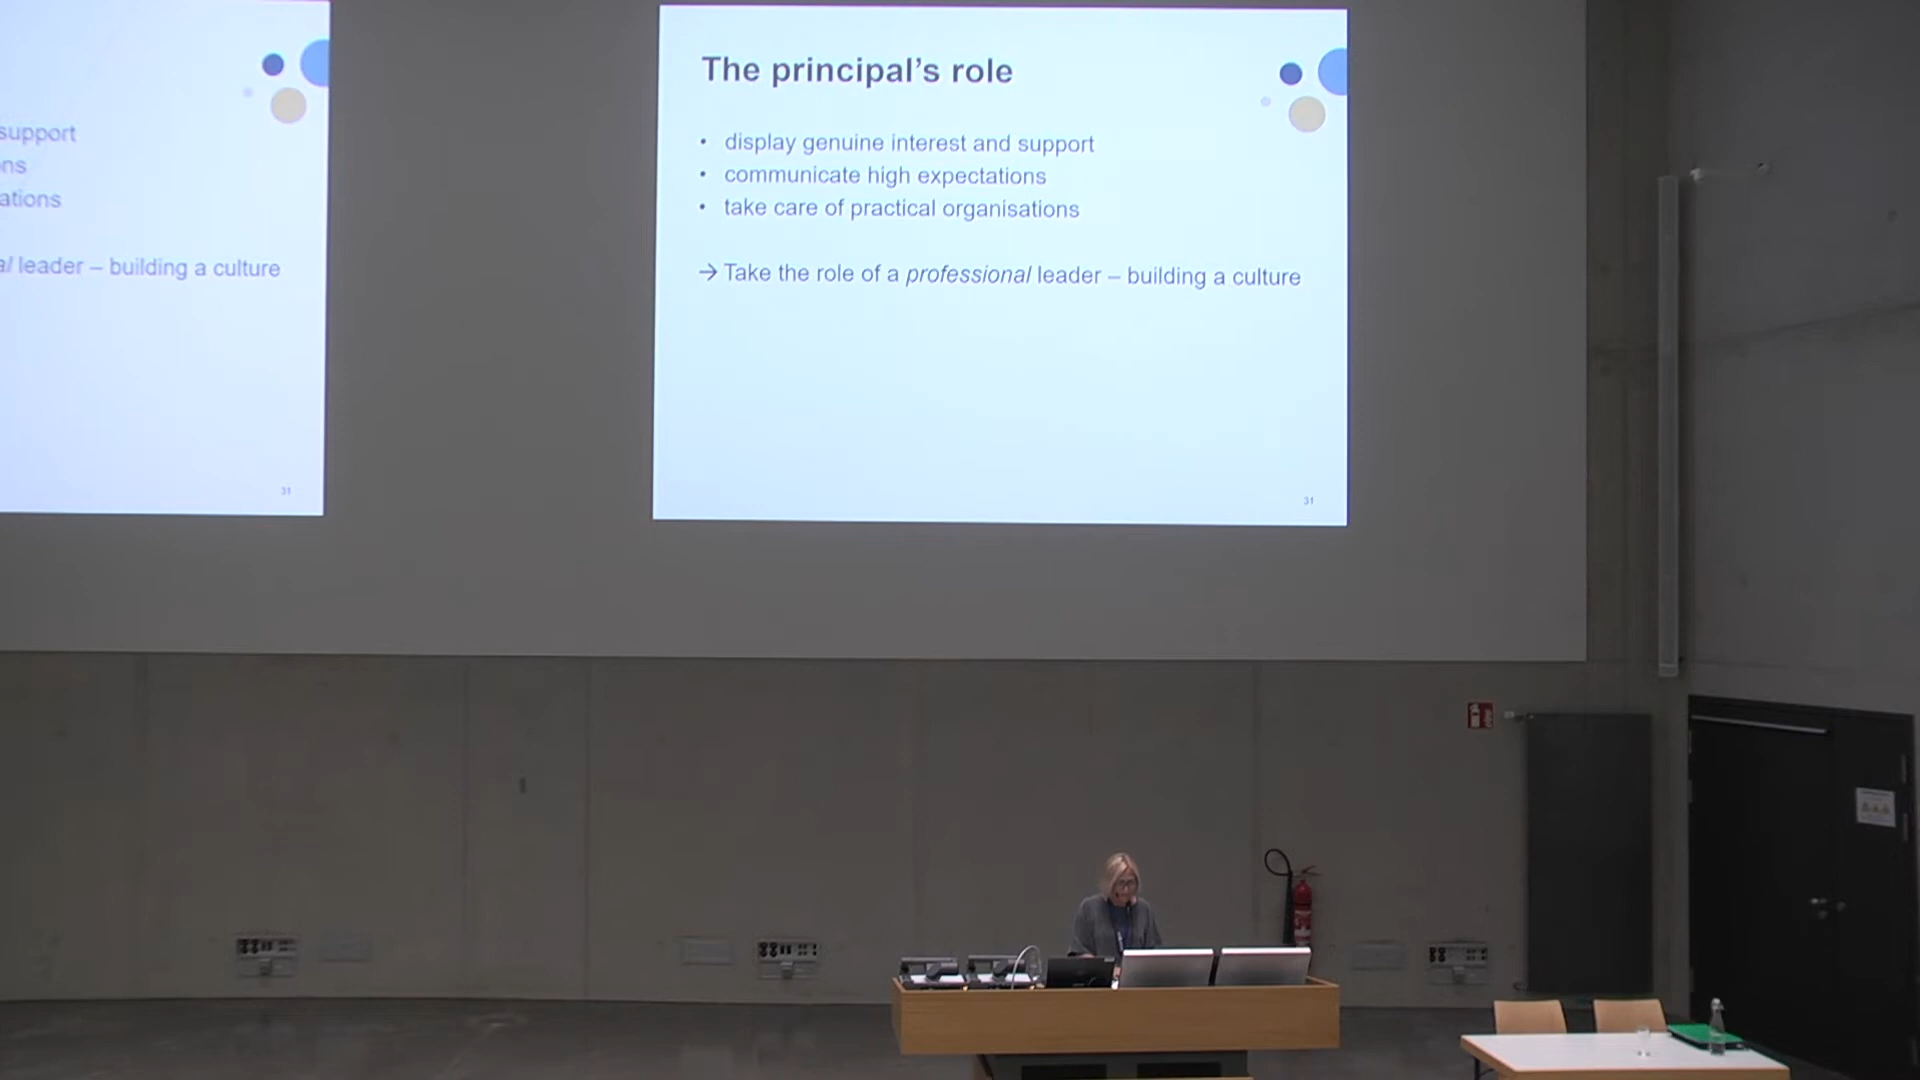 support
ons
ations
al leader – building a culture
31
The principal's role
• display genuine interest and support
• communicate high expectations
• take care of practical organisations
→ Take the role of a professional leader – building a culture
31